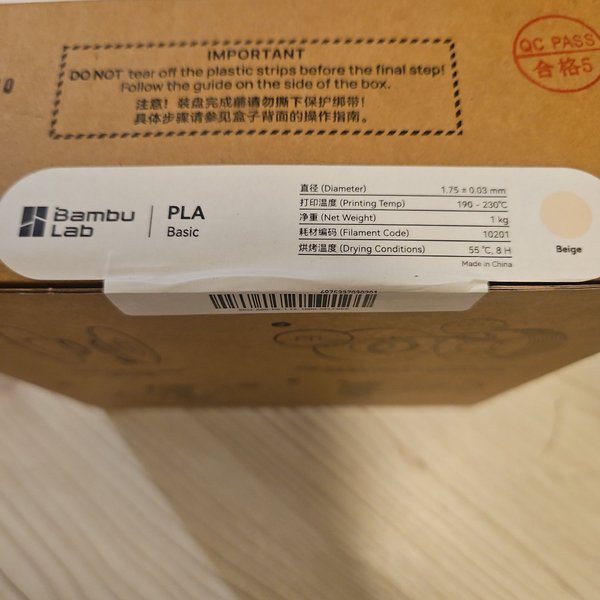 IMPORTANT
DO NOT tear off the plastic strips before the final step!
Follow the guide on the side of the box.
注意！装盘完成前请勿撕下保护绑带！
具体步骤请参见盒子背面的操作指南。
QC PASS
合格5
Bambu Lab
PLA
Basic
直径 (Diameter) 1.75 ± 0.03 mm
打印温度 (Printing Temp) 190 - 230℃
净重 (Net Weight) 1 kg
耗材编码 (Filament Code) 10201
烘烤温度 (Drying Conditions) 55 ℃, 8 H
Made in China
Beige